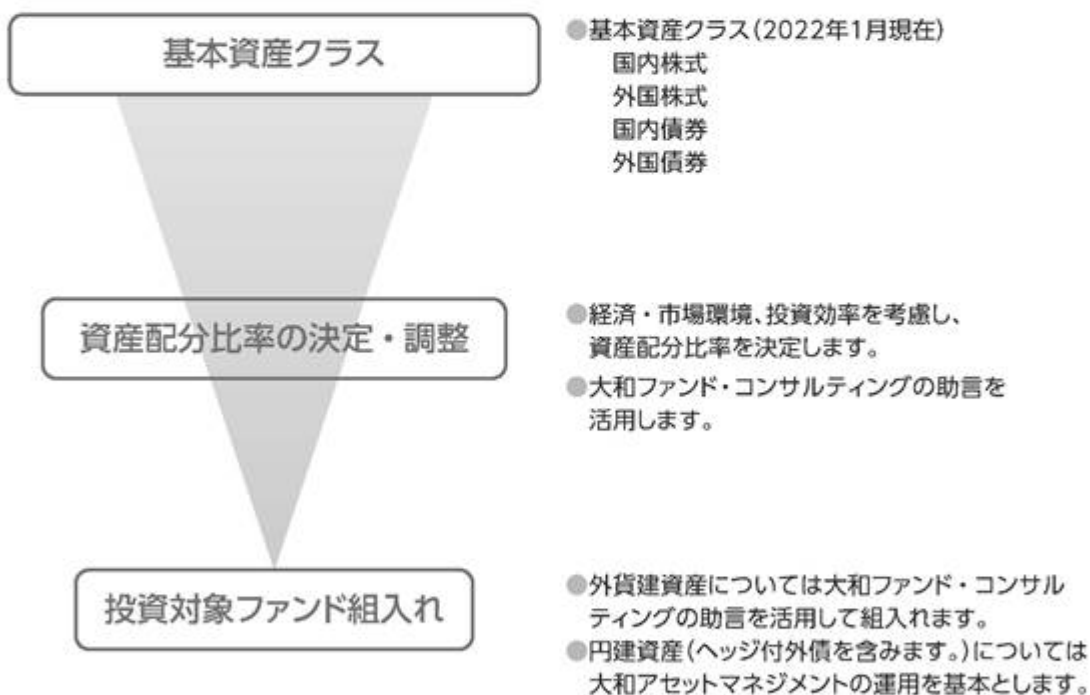 基本資産クラス
●基本資産クラス(2022年1月現在)
国内株式
外国株式
国内債券
外国債券
資産配分比率の決定・調整
●経済・市場環境、投資効率を考慮し、
資産配分比率を決定します。
●大和ファンド・コンサルティングの助言を
活用します。
投資対象ファンド組入れ
●外貨建資産については大和ファンド・コンサル
ティングの助言を活用して組入れます。
●円建資産(ヘッジ付外債を含みます。)については
大和アセットマネジメントの運用を基本とします。